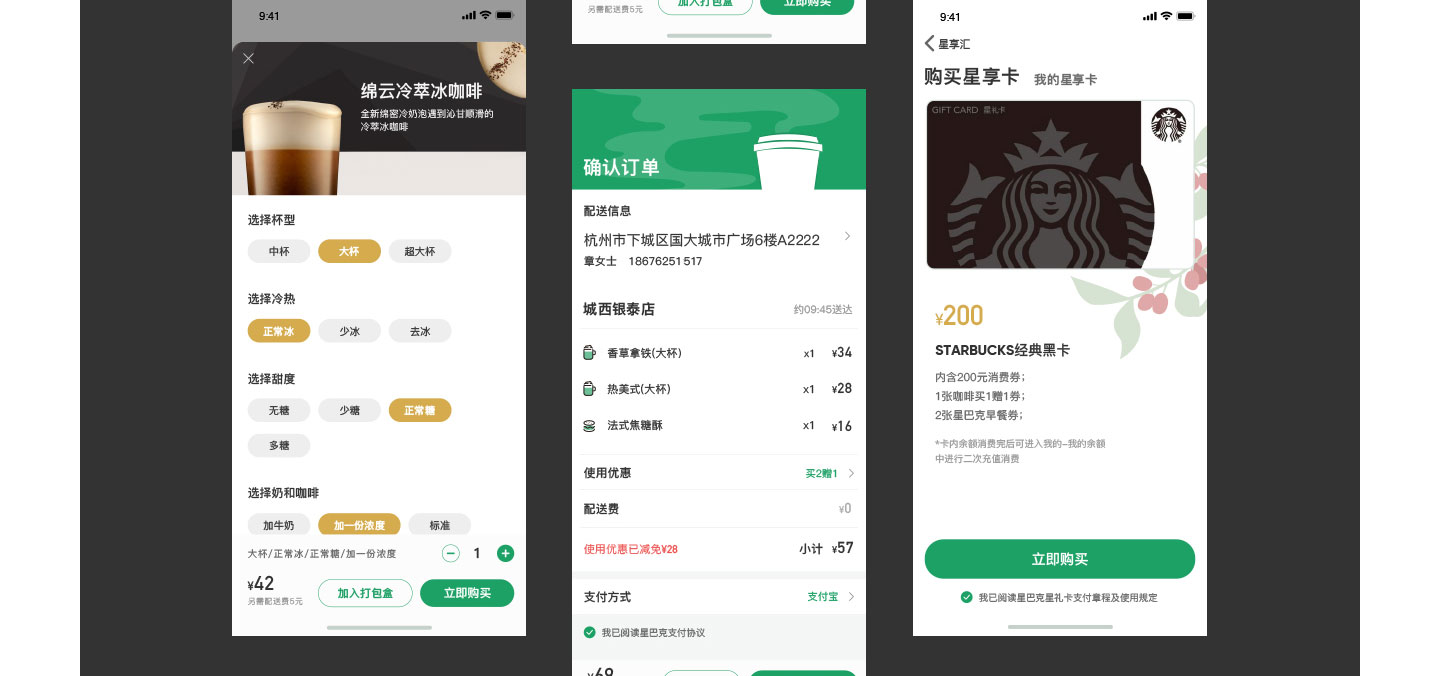 9:41
绵云冷萃冰咖啡
全新绵密冷奶泡遇到沁甘顺滑的
冷萃冰咖啡
选择杯型
中杯 大杯 超大杯
选择冷热
正常冰 少冰 去冰
选择甜度
无糖 少糖 正常糖
多糖
选择奶和咖啡
加牛奶 加一份浓度 标准
大杯/正常冰/正常糖/加一份浓度 1
¥42
另需配送费5元
加入打包盒 立即购买
另需配送费5元
加入打包盒 立即购买
确认订单
配送信息
杭州市下城区国大城市广场6楼A2222
章女士 18676251517
城西银泰店 约09:45送达
香草拿铁(大杯) x1 ¥34
热美式(大杯) x1 ¥28
法式焦糖酥 x1 ¥16
使用优惠 买2赠1
配送费 ¥0
使用优惠已减免¥28 小计 ¥57
支付方式 支付宝
我已阅读星巴克支付协议
9:41
星享汇
购买星享卡 我的星享卡
GIFT CARD 星礼卡
¥200
STARBUCKS经典黑卡
内含200元消费券；
1张咖啡买1赠1券；
2张星巴克早餐券；
*卡内余额消费完后可进入我的-我的余额
中进行二次充值消费
立即购买
我已阅读星巴克星礼卡支付章程及使用规定